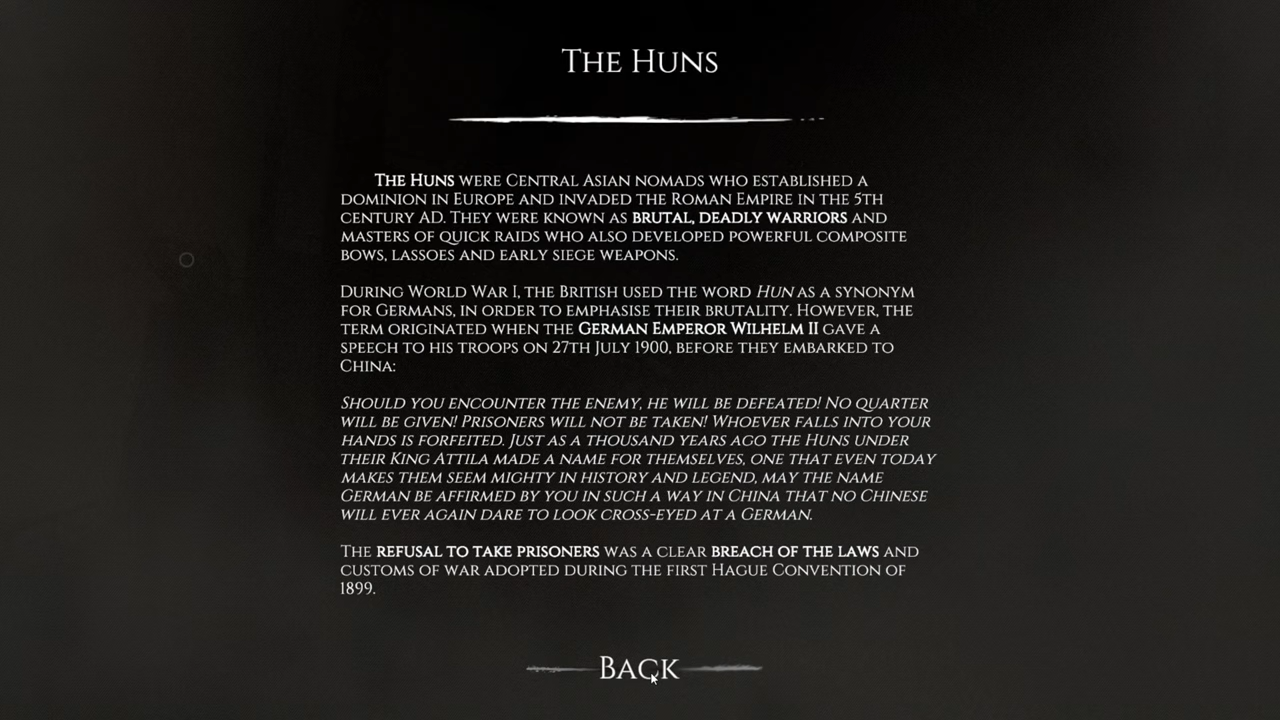 The Huns
The Huns were Central Asian nomads who established a
dominion in Europe and invaded the Roman Empire in the 5th
century AD. They were known as brutal, deadly warriors and
masters of quick raids who also developed powerful composite
bows, lassoes and early siege weapons.
During World War I, the British used the word Hun as a synonym
for Germans, in order to emphasise their brutality. However, the
term originated when the German Emperor Wilhelm II gave a
speech to his troops on 27th July 1900, before they embarked to
China:
Should you encounter the enemy, he will be defeated! No quarter
will be given! Prisoners will not be taken! Whoever falls into your
hands is forfeited. Just as a thousand years ago the Huns under
their King Attila made a name for themselves, one that even today
makes them seem mighty in history and legend, may the name
German be affirmed by you in such a way in China that no Chinese
will ever again dare to look cross-eyed at a German.
The refusal to take prisoners was a clear breach of the laws and
customs of war adopted during the first Hague Convention of
1899.
Back